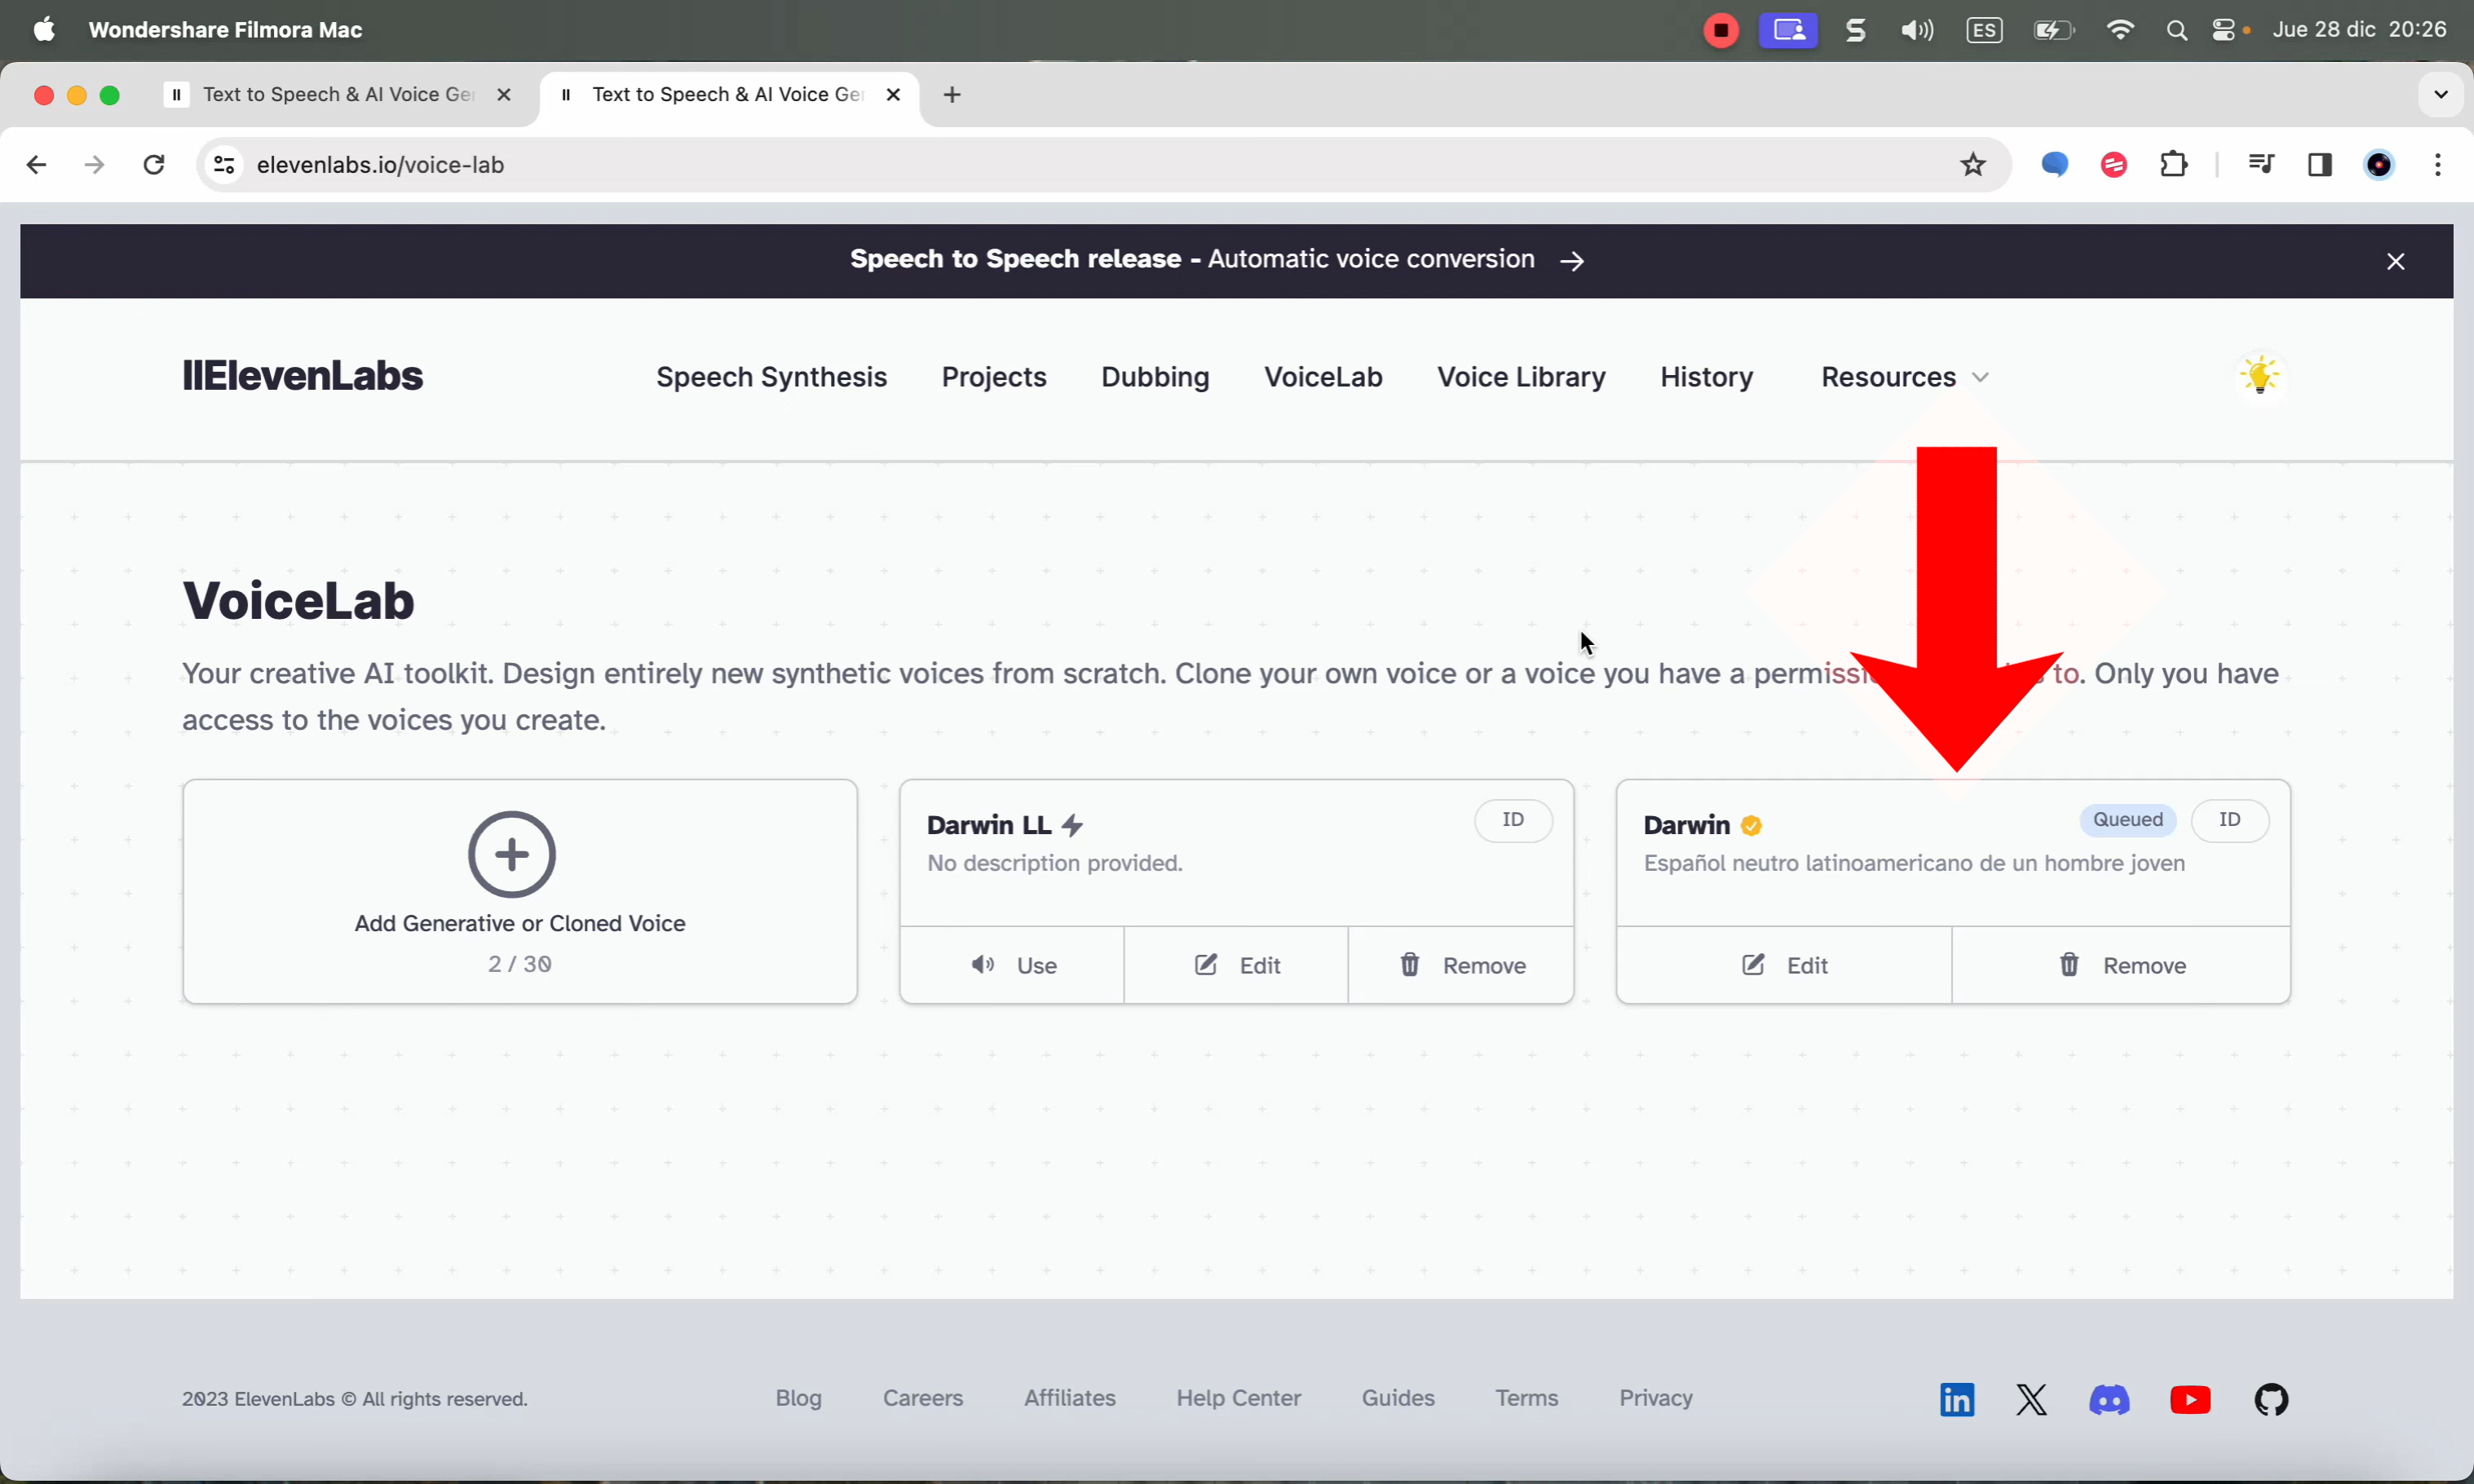 Wondershare Filmora Mac
ES
Jue 28 dic 20:26
Text to Speech & AI Voice Ge
Text to Speech & AI Voice Ge
elevenlabs.io/voice-lab
Speech to Speech release - Automatic voice conversion →
IIElevenLabs
Speech Synthesis
Projects
Dubbing
VoiceLab
Voice Library
History
Resources
VoiceLab
Your creative AI toolkit. Design entirely new synthetic voices from scratch. Clone your own voice or a voice you have a to. Only you have
access to the voices you create.
Add Generative or Cloned Voice
2 / 30
Darwin LL
ID
No description provided.
Use
Edit
Remove
Darwin
Queued
ID
Español neutro latinoamericano de un hombre joven
Edit
Remove
2023 ElevenLabs © All rights reserved.
Blog
Careers
Affiliates
Help Center
Guides
Terms
Privacy